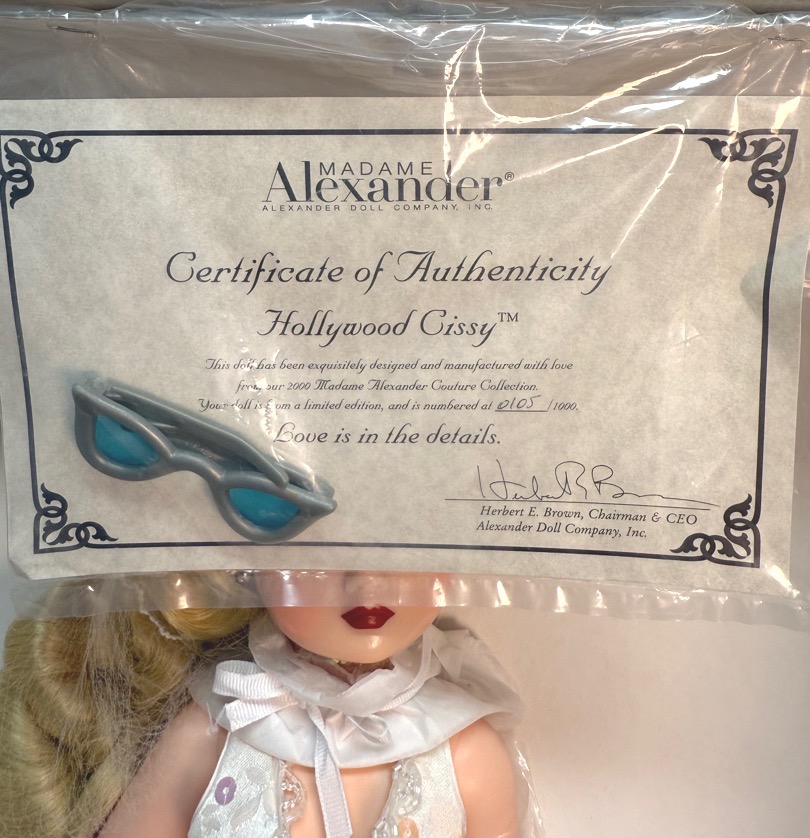 MADAME
Alexander®
ALEXANDER DOLL COMPANY, INC.
Certificate of Authenticity
Hollywood Cissy™
This doll has been exquisitely designed and manufactured with love
from our 2000 Madame Alexander Couture Collection.
Your doll is from a limited edition, and is numbered at 0105/1000.
Love is in the details.
Herbert E. Brown, Chairman & CEO
Alexander Doll Company, Inc.